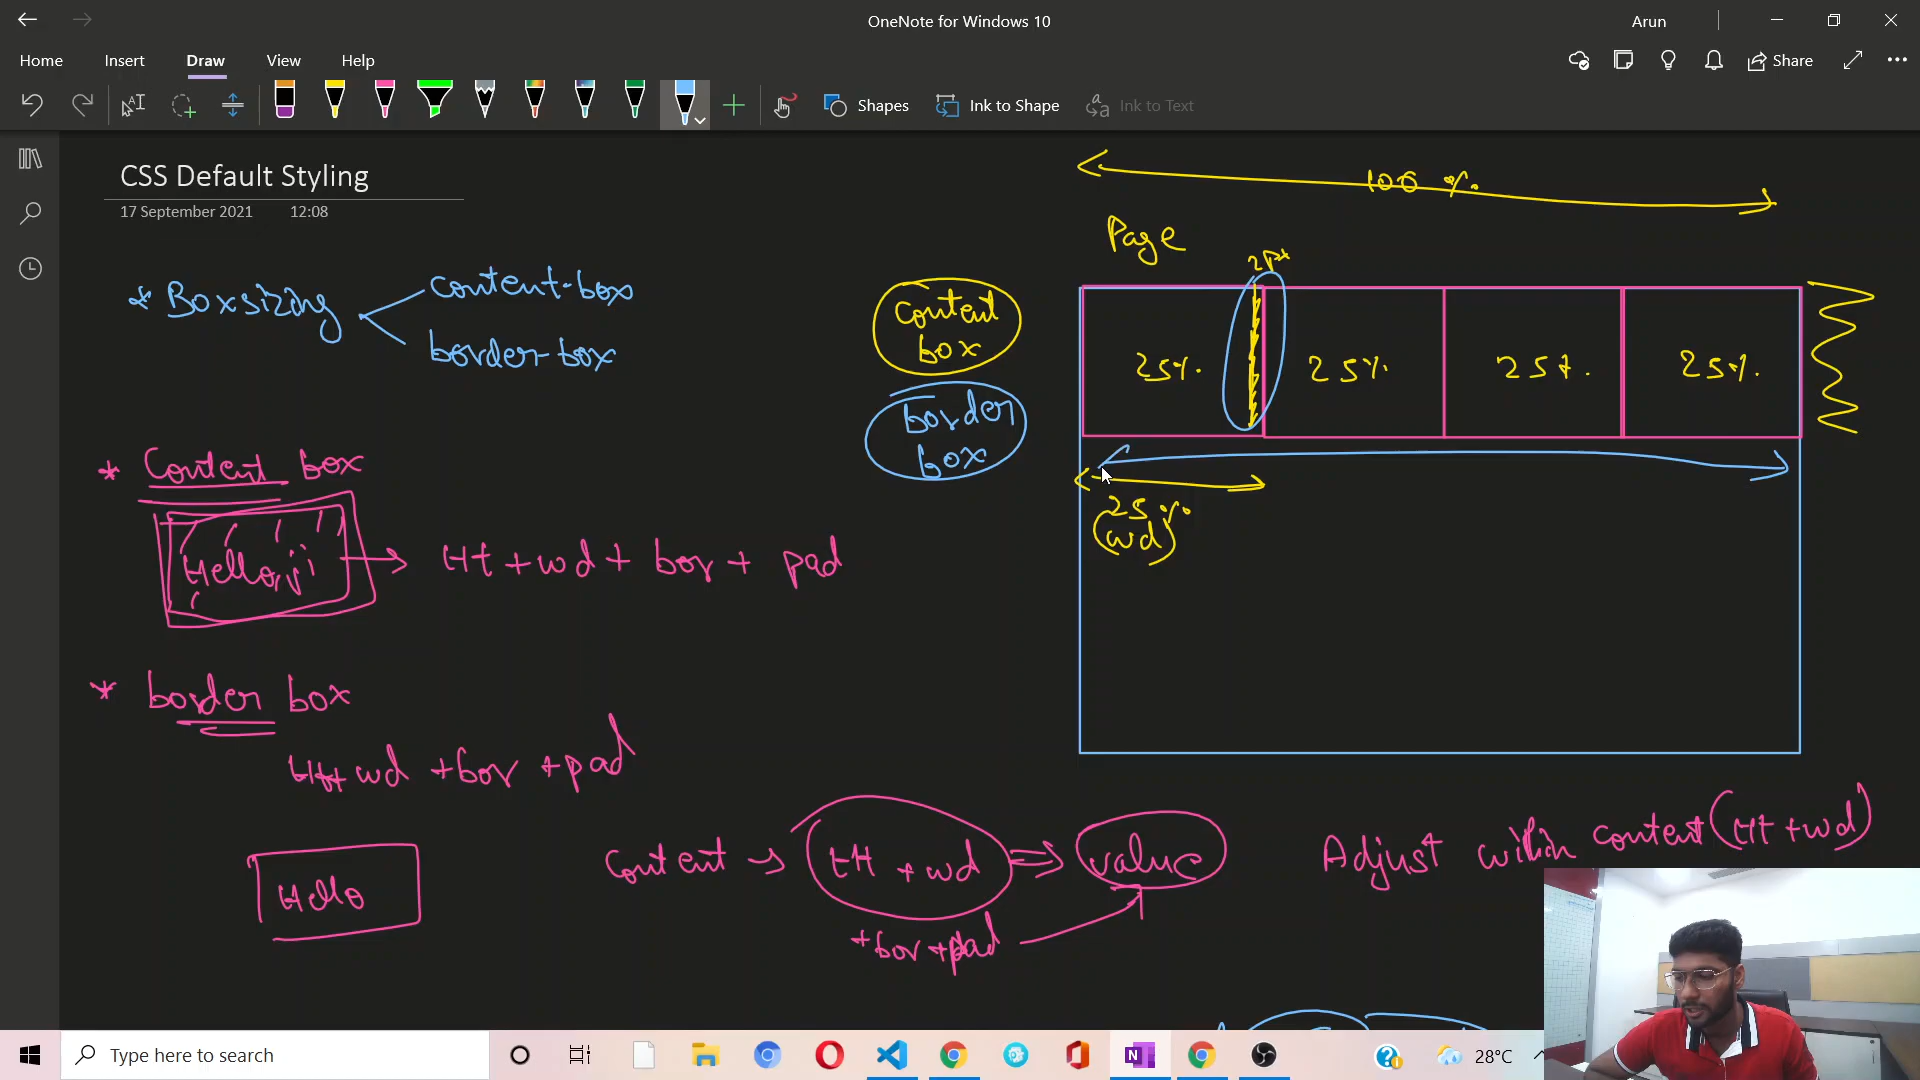 OneNote for Windows 10
Arun
Home
Insert
Draw
View
Help
Share
Shapes
Ink to Shape
Ink to Text
CSS Default Styling
17 September 2021 12:08
* Boxsizing
content-box
border-box
* Content box
Hello,
Ht + wd + bor + pad
* border box
Ht + wd + bor + pad
Hello
Content → Ht + wd ⇒ value
+bor+pad
Adjust within content (Ht + wd)
100 %
Page
2px
content
box
border
box
25%. 25%. 25%. 25%.
25%
(wd)
Type here to search
28°C